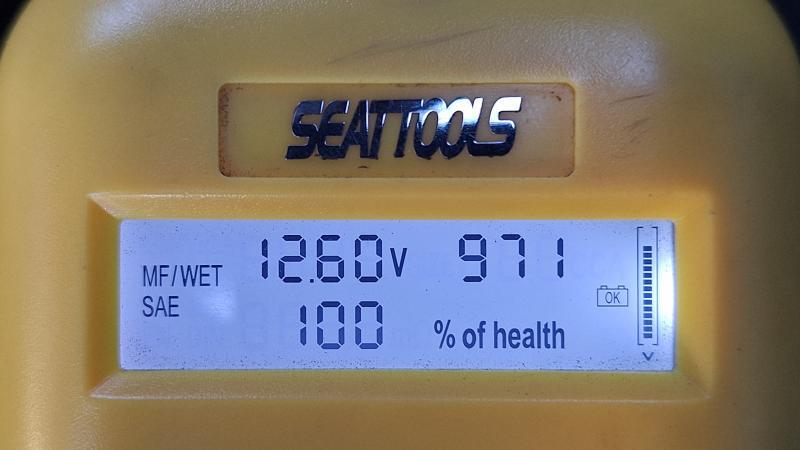 SEATTOOLS
MF/WET 12.60V 971
SAE 100 % of health
OK